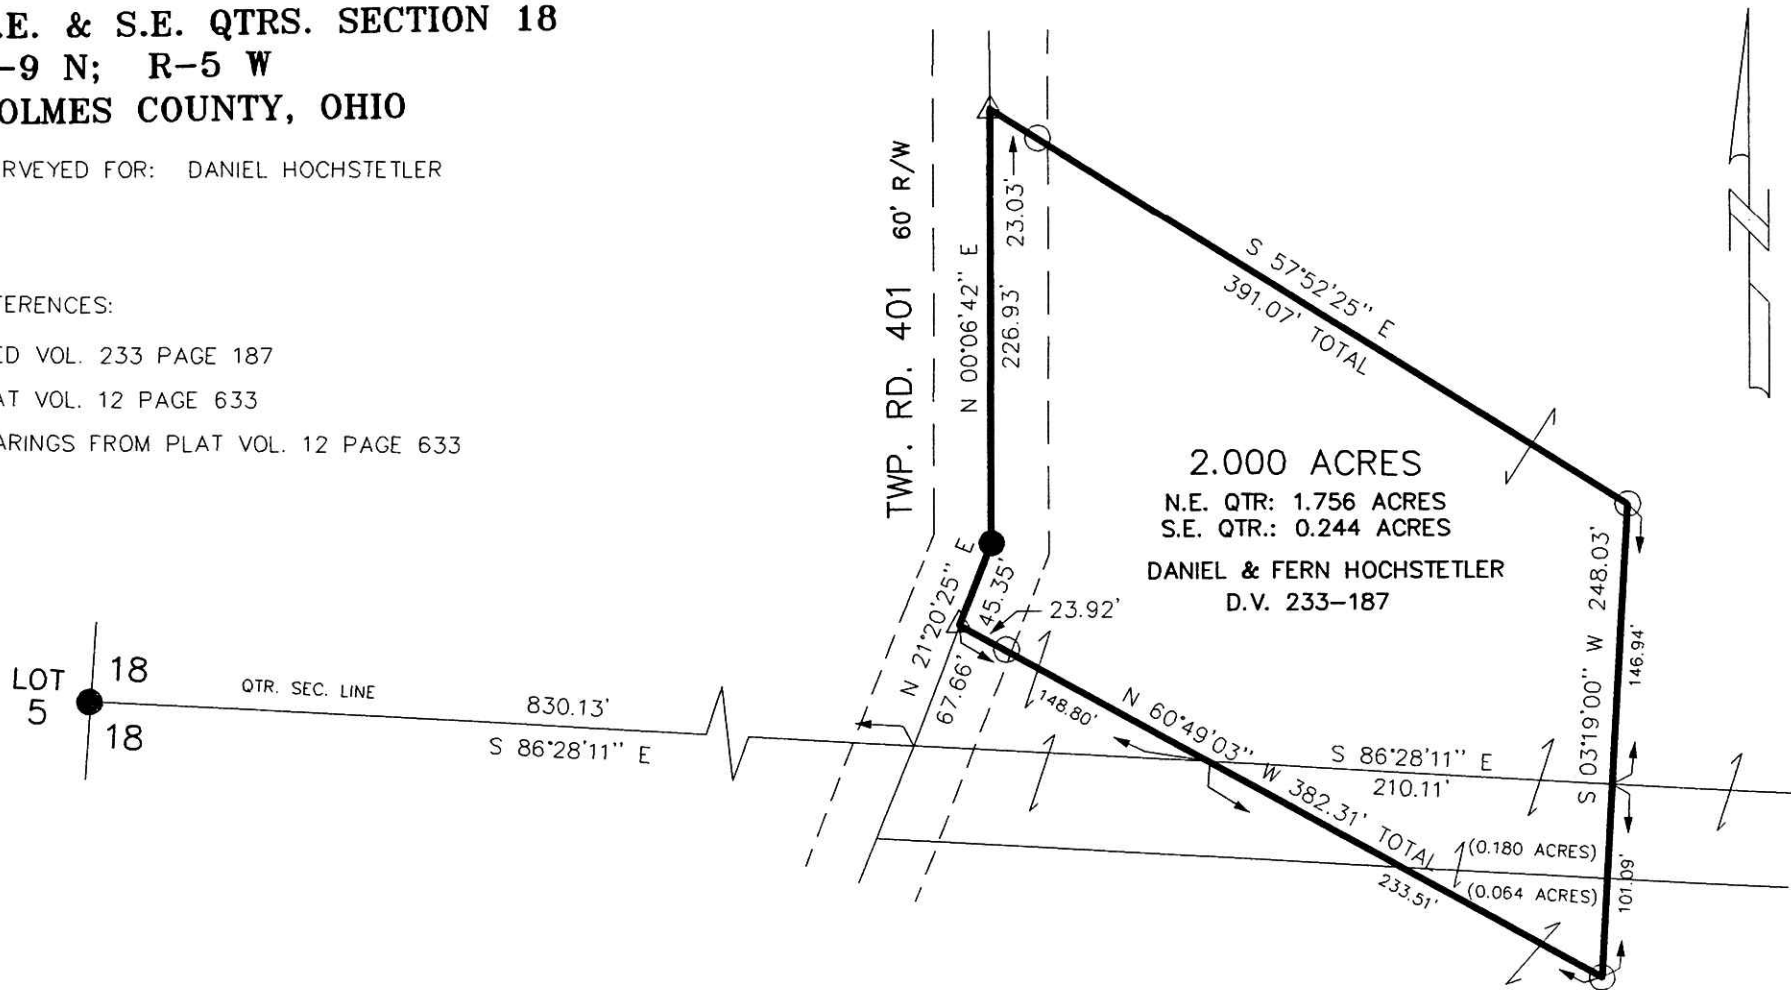 .E. & S.E. QTRS. SECTION 18
-9 N; R-5 W
OLMES COUNTY, OHIO
RVEYED FOR: DANIEL HOCHSTETLER
FERENCES:
ED VOL. 233 PAGE 187
AT VOL. 12 PAGE 633
ARINGS FROM PLAT VOL. 12 PAGE 633
TWP. RD. 401 60' R/W
N 00°06'42" E
226.93'
23.03'
S 57°52'25" E
391.07' TOTAL
2.000 ACRES
N.E. QTR: 1.756 ACRES
S.E. QTR.: 0.244 ACRES
DANIEL & FERN HOCHSTETLER
D.V. 233-187
S 03°19'00" W 248.03'
146.94'
101.09'
N 21°20'25" E
45.35'
67.66'
23.92'
148.80'
N 60°49'03" W 382.31' TOTAL
233.51'
S 86°28'11" E
210.11'
(0.180 ACRES)
(0.064 ACRES)
LOT
5
18
18
QTR. SEC. LINE
830.13'
S 86°28'11" E
N